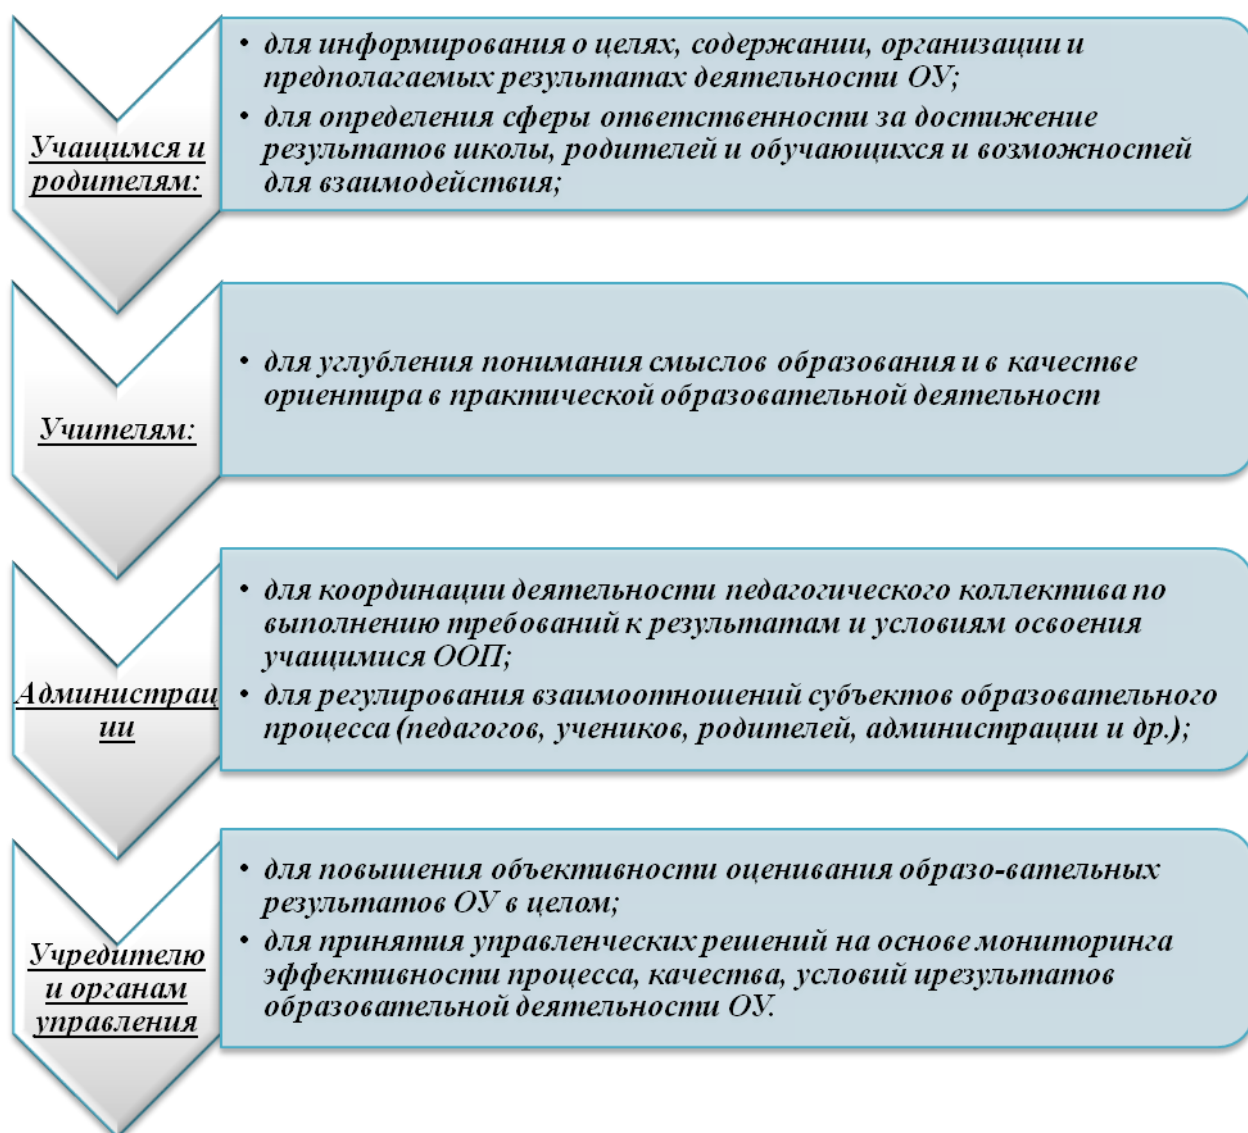 Учащимся и
родителям:
• для информирования о целях, содержании, организации и
предполагаемых результатах деятельности ОУ;
• для определения сферы ответственности за достижение
результатов школы, родителей и обучающихся и возможностей
для взаимодействия;
Учителям:
• для углубления понимания смыслов образования и в качестве
ориентира в практической образовательной деятельност
Администрац
ии
• для координации деятельности педагогического коллектива по
выполнению требований к результатам и условиям освоения
учащимися ООП;
• для регулирования взаимоотношений субъектов образовательного
процесса (педагогов, учеников, родителей, администрации и др.);
Учредителю
и органам
управления
• для повышения объективности оценивания образо-вательных
результатов ОУ в целом;
• для принятия управленческих решений на основе мониторинга
эффективности процесса, качества, условий ирезультатов
образовательной деятельности ОУ.